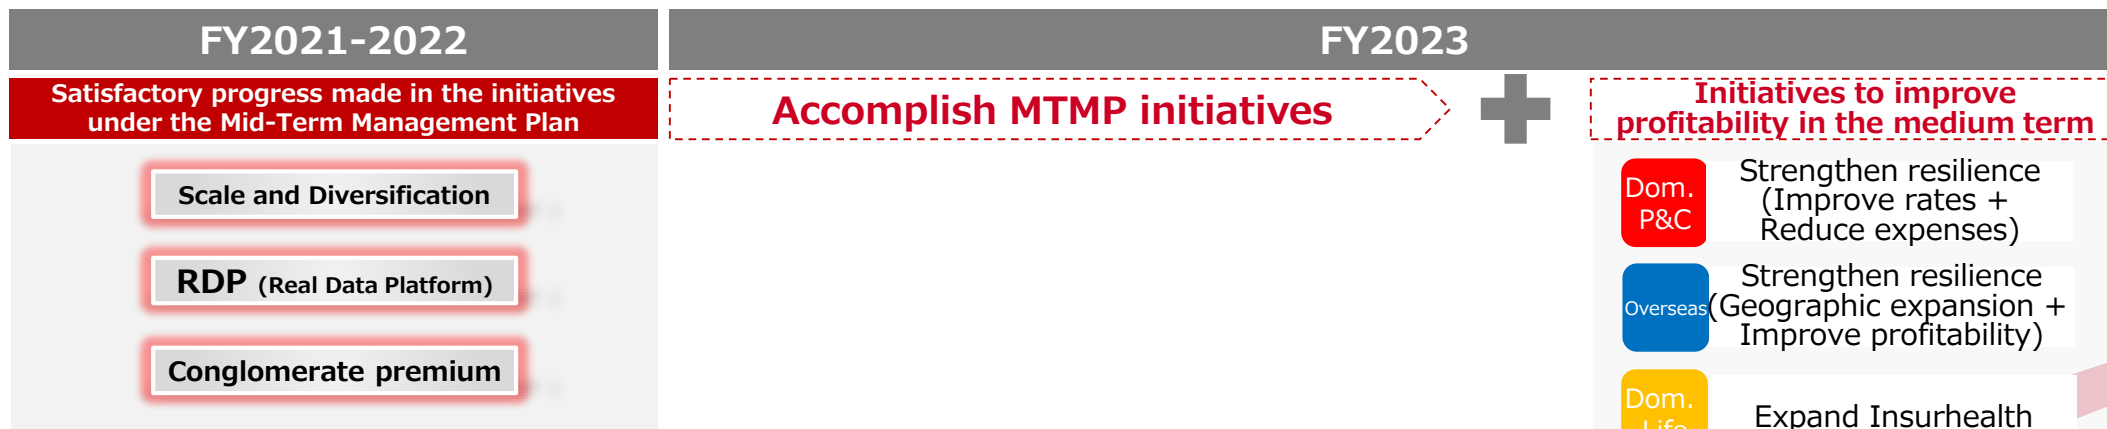 FY2021-2022
FY2023
Satisfactory progress made in the initiatives
under the Mid-Term Management Plan
Accomplish MTMP initiatives
Initiatives to improve
profitability in the medium term
Scale and Diversification
RDP (Real Data Platform)
Conglomerate premium
Dom.
P&C
Strengthen resilience
(Improve rates +
Reduce expenses)
Overseas
Strengthen resilience
(Geographic expansion +
Improve profitability)
Dom.
Life
Expand Insurhealth